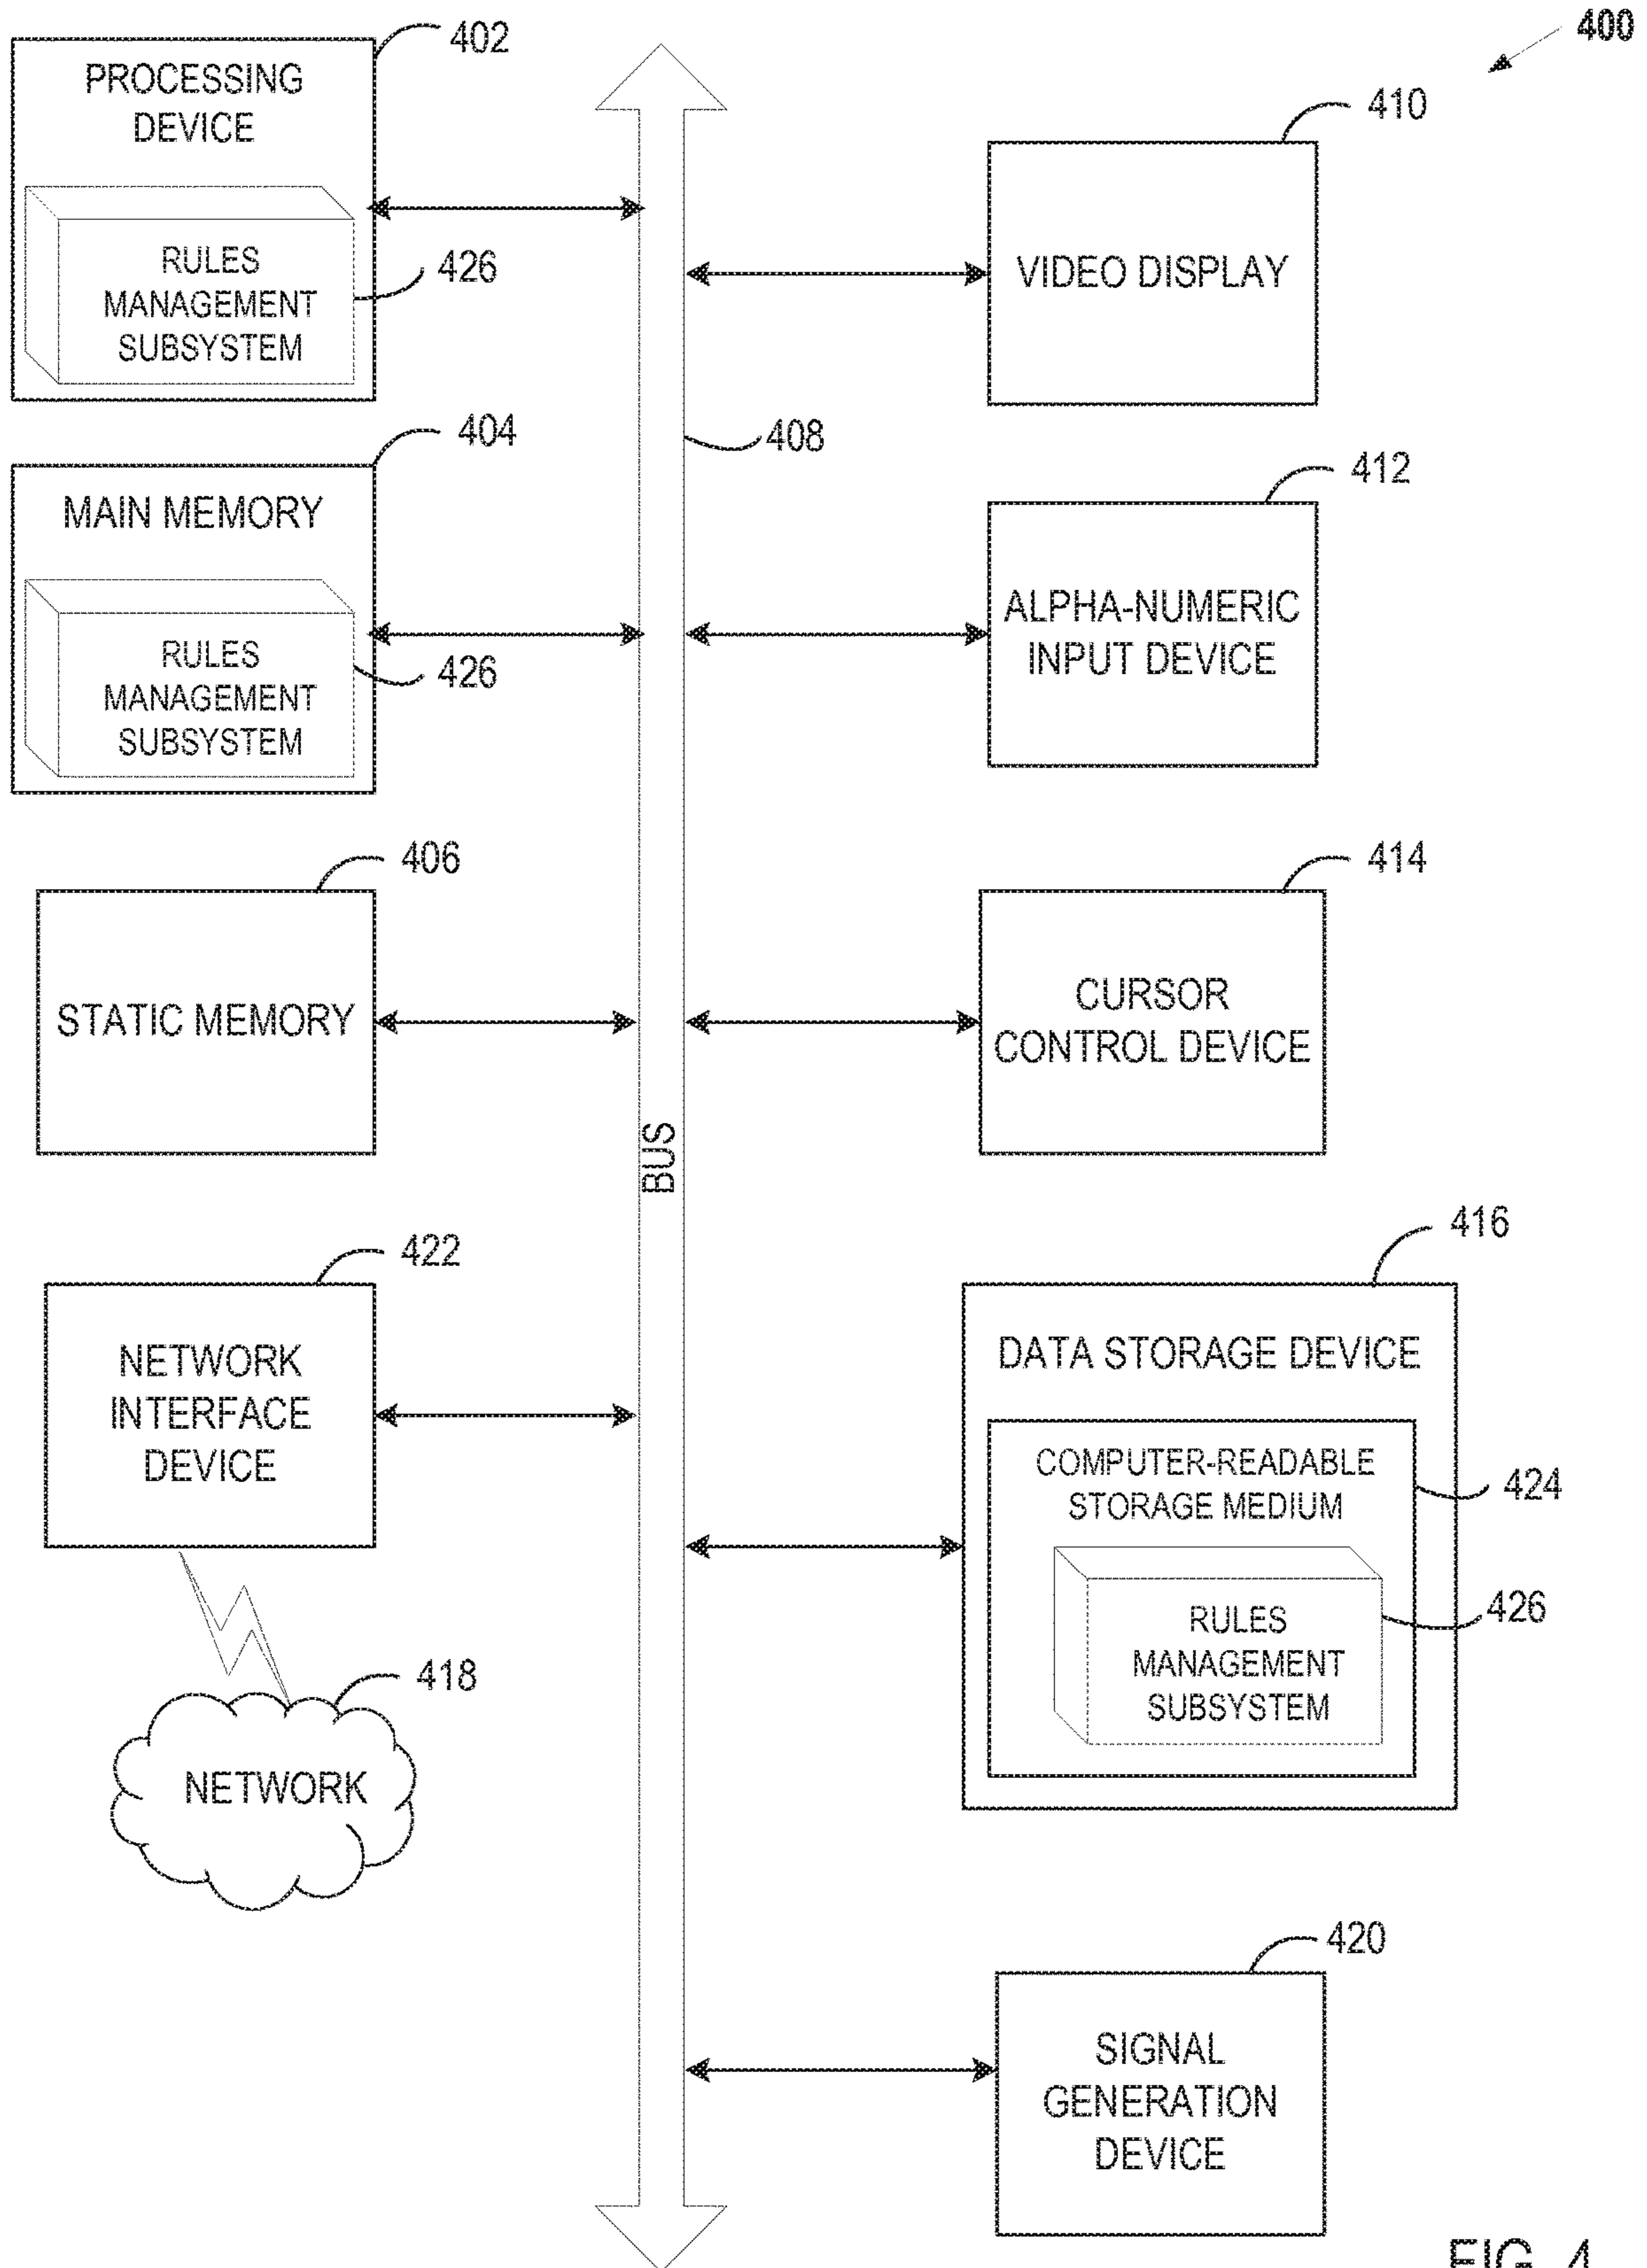 400
402
PROCESSING
DEVICE
RULES
MANAGEMENT
SUBSYSTEM
426
410
VIDEO DISPLAY
404
MAIN MEMORY
RULES
MANAGEMENT
SUBSYSTEM
426
408
412
ALPHA-NUMERIC
INPUT DEVICE
406
STATIC MEMORY
414
CURSOR
CONTROL DEVICE
BUS
422
NETWORK
INTERFACE
DEVICE
416
DATA STORAGE DEVICE
COMPUTER-READABLE
STORAGE MEDIUM
424
RULES
MANAGEMENT
SUBSYSTEM
426
418
NETWORK
420
SIGNAL
GENERATION
DEVICE
FIG. 4